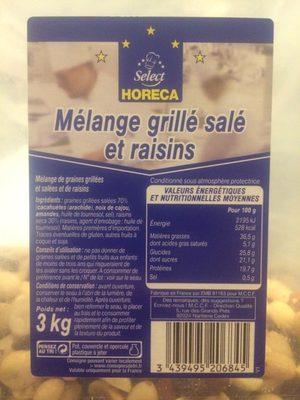 Select
HORECA
Mélange grillé salé
et raisins
Mélange de graines grillées
et salées et de raisins
Ingrédients : graines grillées salées 70%
cacahuètes (arachide), noix de cajou,
amandes, huile de tournesol, sel), raisins
secs 30% (raisins, agent d'enrobage : huile de
tournesol). Matières premières d'importation.
Traces éventuelles de gluten, autres fruits à
coque et soja.
Conseils d'utilisation : ne pas donner de
graines salées et de petits fruits aux enfants
de moins de trois ans qui risqueraient de
les avaler sans les croquer. A consommer de
préférence avant le / N° de lot : voir sur le seau
Conditions de conservation : avant ouverture,
conserver le seau à l'abri de la lumière, de
la chaleur et de l'humidité. Après ouverture,
bien refermer le seau, le placer
au frais et le consommer
rapidement afin de profiter
pleinement de la saveur et de
la texture du produit.
Poids net :
3 kg
PENSEZ
AU TRI !
Pot, couvercle et opercule
plastique à jeter
Consigne pouvant varier localement
> www.consignesdetri.fr
Valable uniquement pour la France
Conditionné sous atmosphère protectrice
VALEURS ÉNERGÉTIQUES
ET NUTRITIONNELLES MOYENNES
Pour 100 g
Energie 2195 kJ
528 kcal
Matières grasses 36,5 g
dont acides gras saturés 5,1 g
Glucides 25,8 g
dont sucres 21,1 g
Protéines 19,7 g
Sel 0,5 g
Fabriqué en France par EMB 91163 pour M.C.C.F.
Des remarques, des suggestions ?
Ecrivez-nous ! M.C.C.F. - Direction Qualité
5, rue des Grands Prés
92024 Nanterre Cedex
3 439495 206845